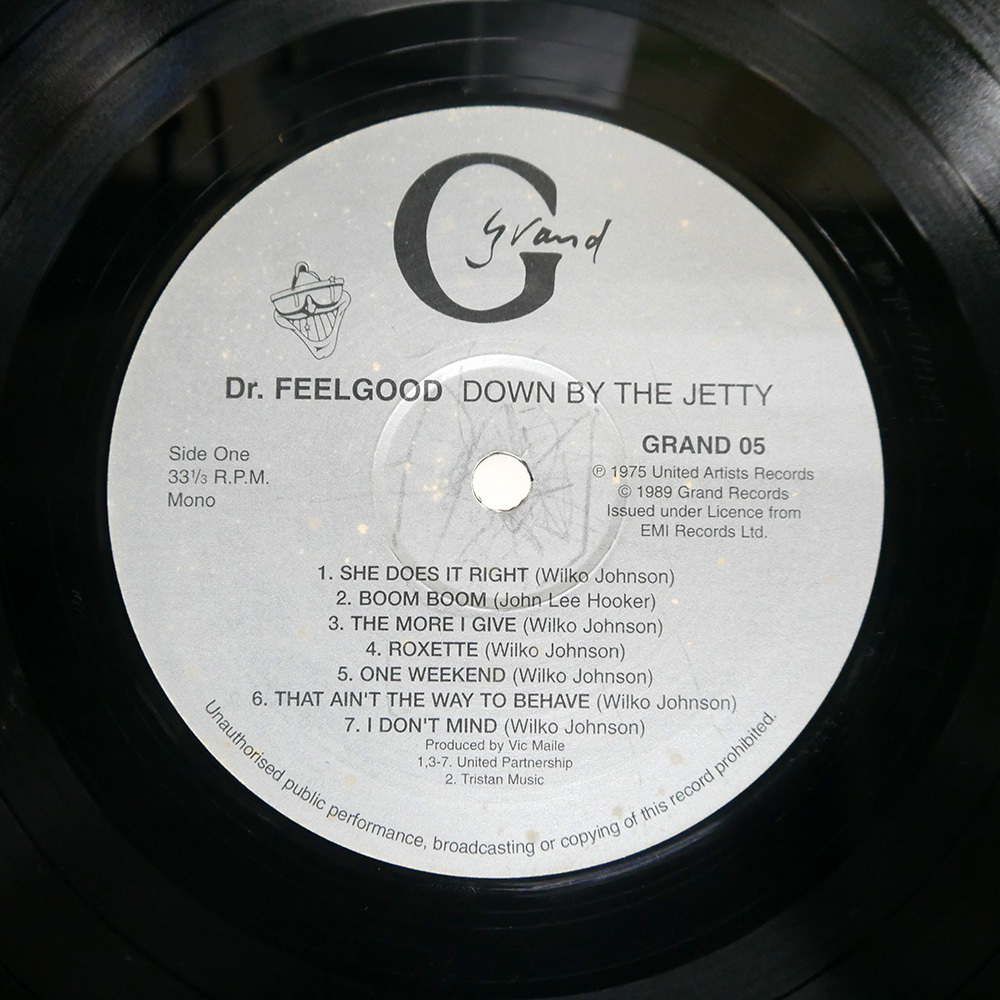 G
grand
Dr. FEELGOOD DOWN BY THE JETTY
Side One
33⅓ R.P.M.
Mono
GRAND 05
℗ 1975 United Artists Records
© 1989 Grand Records
Issued under Licence from
EMI Records Ltd.
1. SHE DOES IT RIGHT (Wilko Johnson)
2. BOOM BOOM (John Lee Hooker)
3. THE MORE I GIVE (Wilko Johnson)
4. ROXETTE (Wilko Johnson)
5. ONE WEEKEND (Wilko Johnson)
6. THAT AIN'T THE WAY TO BEHAVE (Wilko Johnson)
7. I DON'T MIND (Wilko Johnson)
Produced by Vic Maile
1,3-7. United Partnership
2. Tristan Music
Unauthorised public performance, broadcasting or copying of this record prohibited.